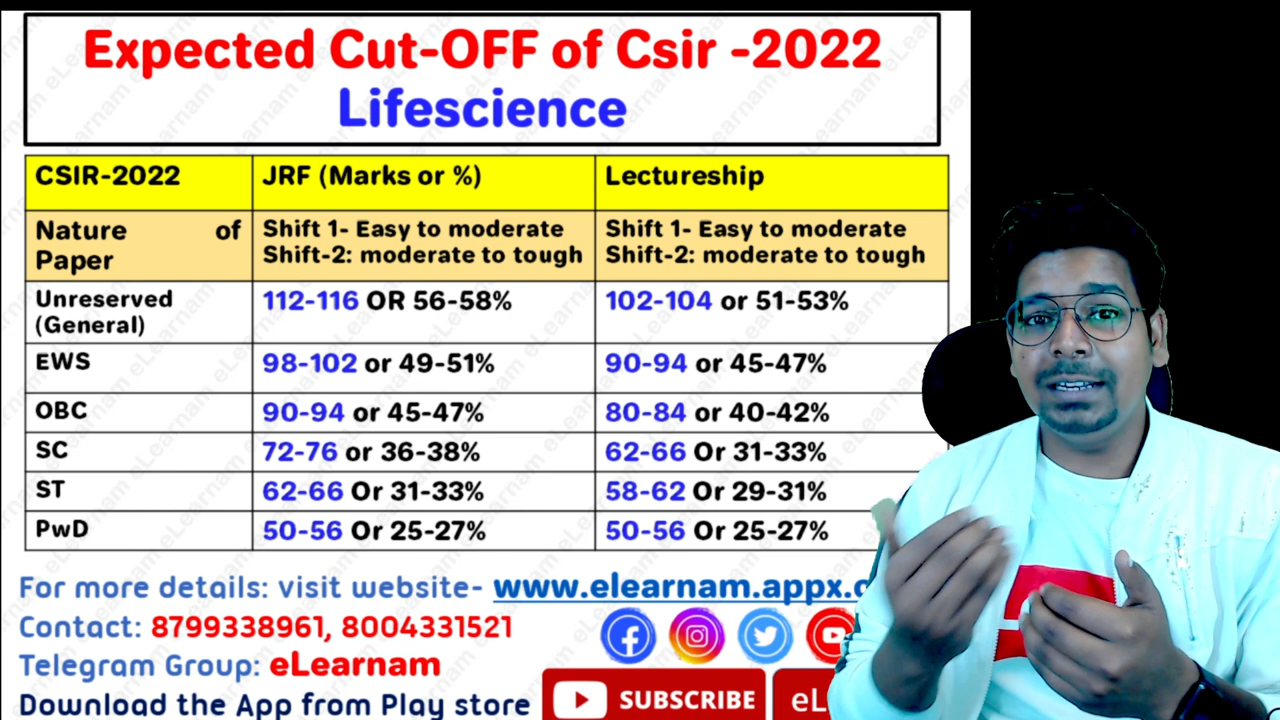 Expected Cut-OFF of Csir -2022
Lifescience
CSIR-2022 JRF (Marks or %) Lectureship
Nature of Paper Shift 1- Easy to moderate Shift 1- Easy to moderate
Shift-2: moderate to tough Shift-2: moderate to tough
Unreserved (General) 112-116 OR 56-58% 102-104 or 51-53%
EWS 98-102 or 49-51% 90-94 or 45-47%
OBC 90-94 or 45-47% 80-84 or 40-42%
SC 72-76 or 36-38% 62-66 Or 31-33%
ST 62-66 Or 31-33% 58-62 Or 29-31%
PwD 50-56 Or 25-27% 50-56 Or 25-27%
For more details: visit website- www.elearnam.appx.
Contact: 8799338961, 8004331521
Telegram Group: eLearnam
Download the App from Play store
SUBSCRIBE eL